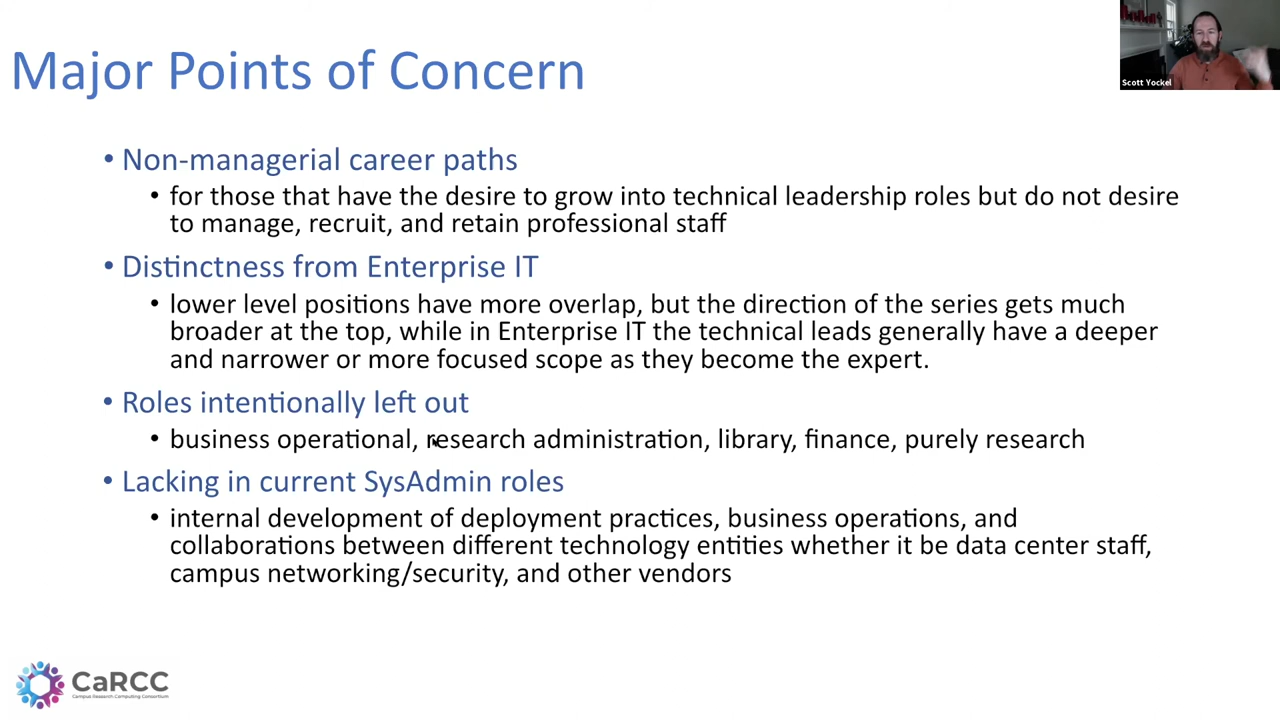 Major Points of Concern
Scott Yockel
• Non-managerial career paths
• for those that have the desire to grow into technical leadership roles but do not desire
to manage, recruit, and retain professional staff
• Distinctness from Enterprise IT
• lower level positions have more overlap, but the direction of the series gets much
broader at the top, while in Enterprise IT the technical leads generally have a deeper
and narrower or more focused scope as they become the expert.
• Roles intentionally left out
• business operational, research administration, library, finance, purely research
• Lacking in current SysAdmin roles
• internal development of deployment practices, business operations, and
collaborations between different technology entities whether it be data center staff,
campus networking/security, and other vendors
CaRCC
Campus Research Computing Consortium